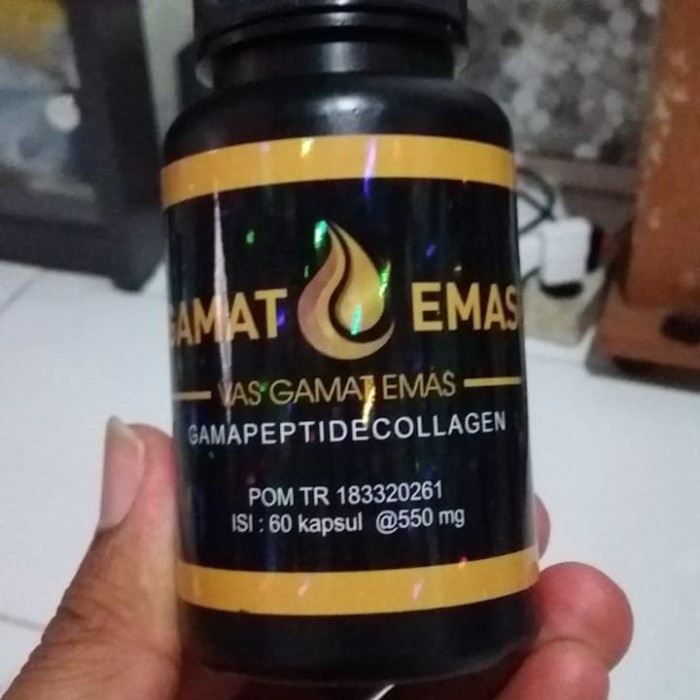 GAMAT EMAS
VAS GAMAT EMAS
GAMAPEPTIDECOLLAGEN
POM TR 183320261
ISI : 60 kapsul @550 mg